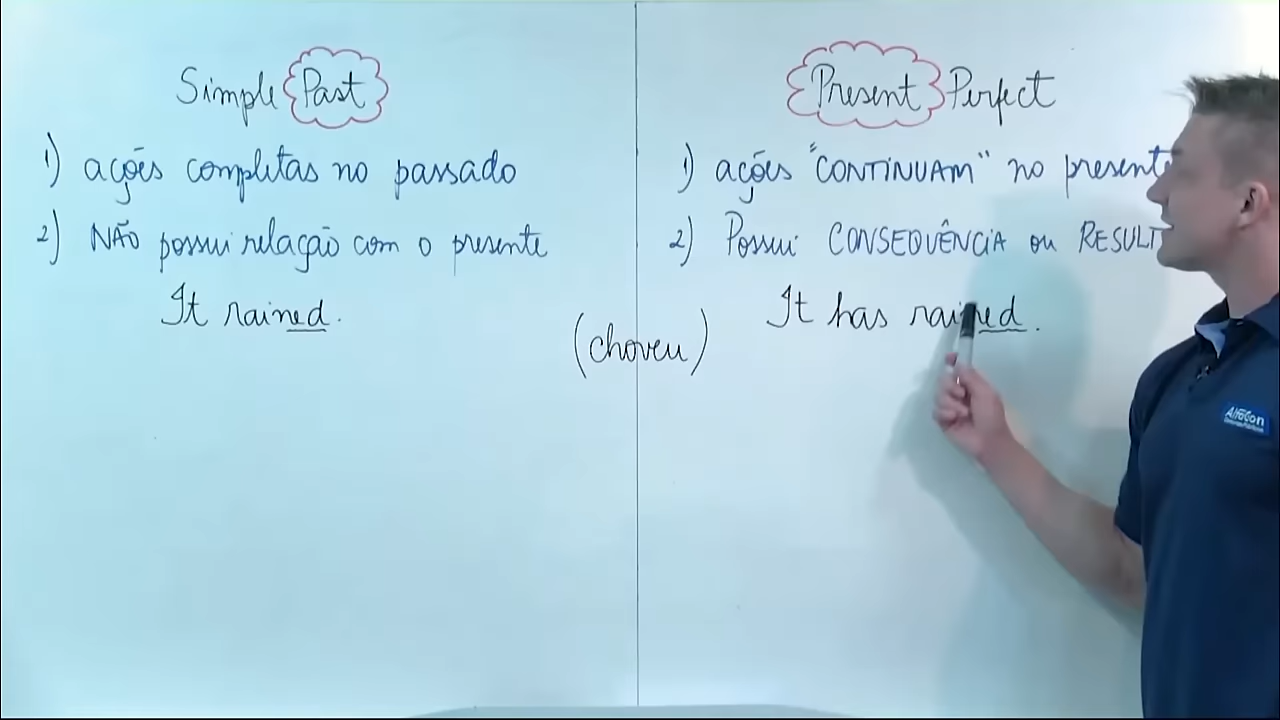 Simple Past
1) ações completas no passado
2) NÃO possui relação com o presente
It rained.
(choveu)
Present Perfect
1) ações "CONTINUAM" no presente
2) Possui CONSEQUÊNCIA ou RESULT
It has rained.
AlfaCon